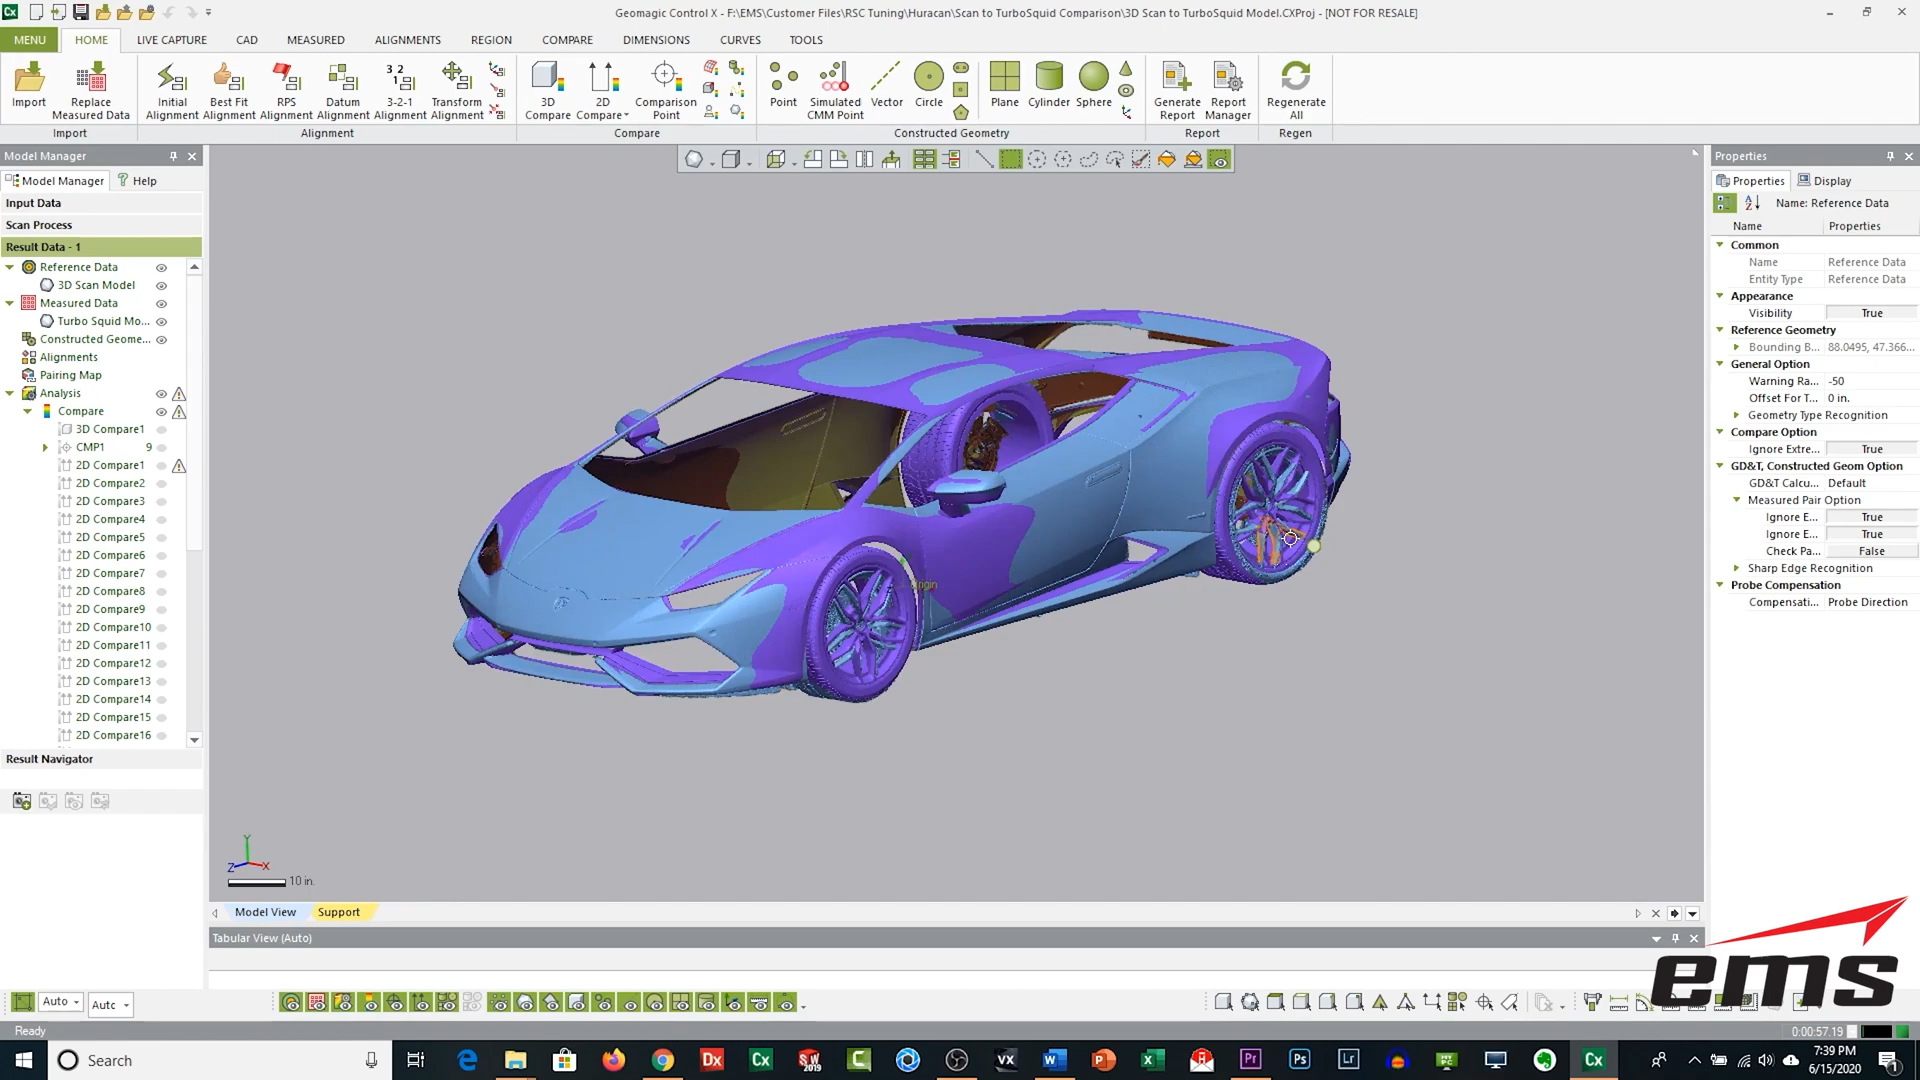 Geomagic Control X - F:\EMS\Customer Files\RSC Tuning\Huracan\Scan to TurboSquid Comparison\3D Scan to TurboSquid Model.CXProj - [NOT FOR RESALE]
MENU HOME LIVE CAPTURE CAD MEASURED ALIGNMENTS REGION COMPARE DIMENSIONS CURVES TOOLS
Import Replace Measured Data
Initial Alignment Best Fit Alignment RPS Alignment Datum Alignment 3-2-1 Alignment Transform Alignment
3D Compare 2D Compare Comparison Point
Point Simulated CMM Point Vector Circle Plane Cylinder Sphere
Generate Report Report Manager Regenerate All
Import Alignment Compare Constructed Geometry Report Regen
Model Manager
Model Manager Help
Input Data
Scan Process
Result Data - 1
Reference Data
3D Scan Model
Measured Data
Turbo Squid Mo...
Constructed Geome...
Alignments
Pairing Map
Analysis
Compare
3D Compare1
CMP1 9
2D Compare1
2D Compare2
2D Compare3
2D Compare4
2D Compare5
2D Compare6
2D Compare7
2D Compare8
2D Compare9
2D Compare10
2D Compare11
2D Compare12
2D Compare13
2D Compare14
2D Compare15
2D Compare16
Result Navigator
Origin
Y
Z X
10 in.
Model View Support
Tabular View (Auto)
Properties
Properties Display
Name: Reference Data
Name Properties
Common
Name Reference Data
Entity Type Reference Data
Appearance
Visibility True
Reference Geometry
Bounding B... 88.0495, 47.366...
General Option
Warning Ra... -50
Offset For T... 0 in.
Geometry Type Recognition
Compare Option
Ignore Extre... True
GD&T, Constructed Geom Option
GD&T Calcu... Default
Measured Pair Option
Ignore E... True
Ignore E... True
Check Pa... False
Sharp Edge Recognition
Probe Compensation
Compensati... Probe Direction
ems
Auto Auto
Ready
0:00:57.19
Search
7:39 PM
6/15/2020